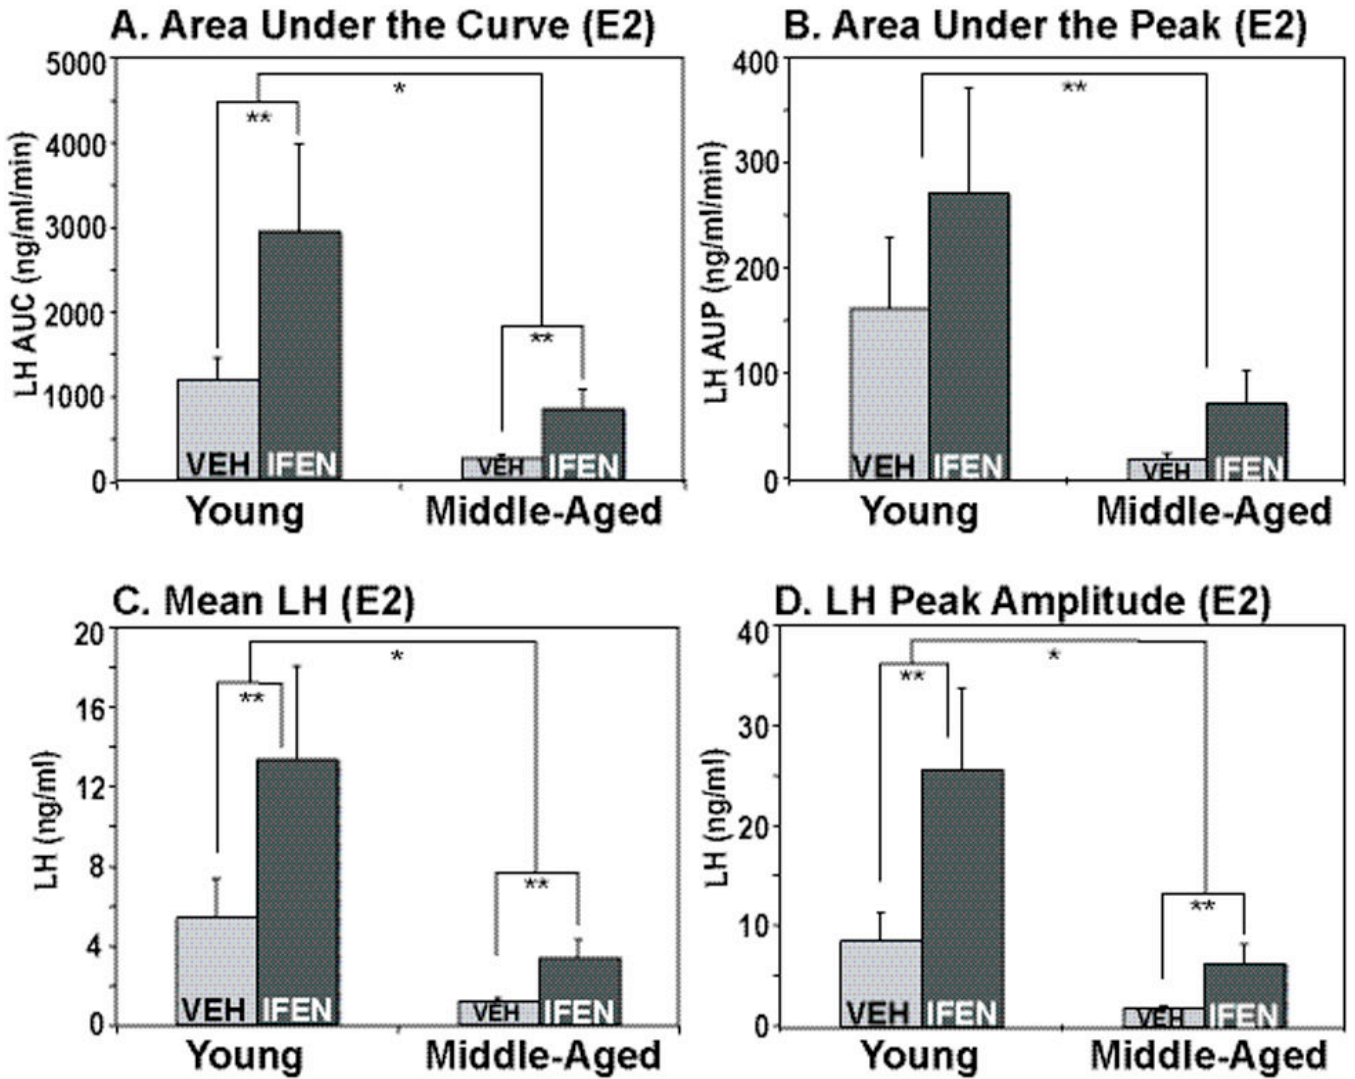 A. Area Under the Curve (E2)
LH AUC (ng/ml/min)
5000
4000
3000
2000
1000
0
*
**
**
VEH IFEN
VEH IFEN
Young Middle-Aged
B. Area Under the Peak (E2)
LH AUP (ng/ml/min)
400
300
200
100
0
**
VEH IFEN
VEH IFEN
Young Middle-Aged
C. Mean LH (E2)
LH (ng/ml)
20
16
12
8
4
0
*
**
**
VEH IFEN
VEH IFEN
Young Middle-Aged
D. LH Peak Amplitude (E2)
LH (ng/ml)
40
30
20
10
0
*
**
**
VEH IFEN
VEH IFEN
Young Middle-Aged